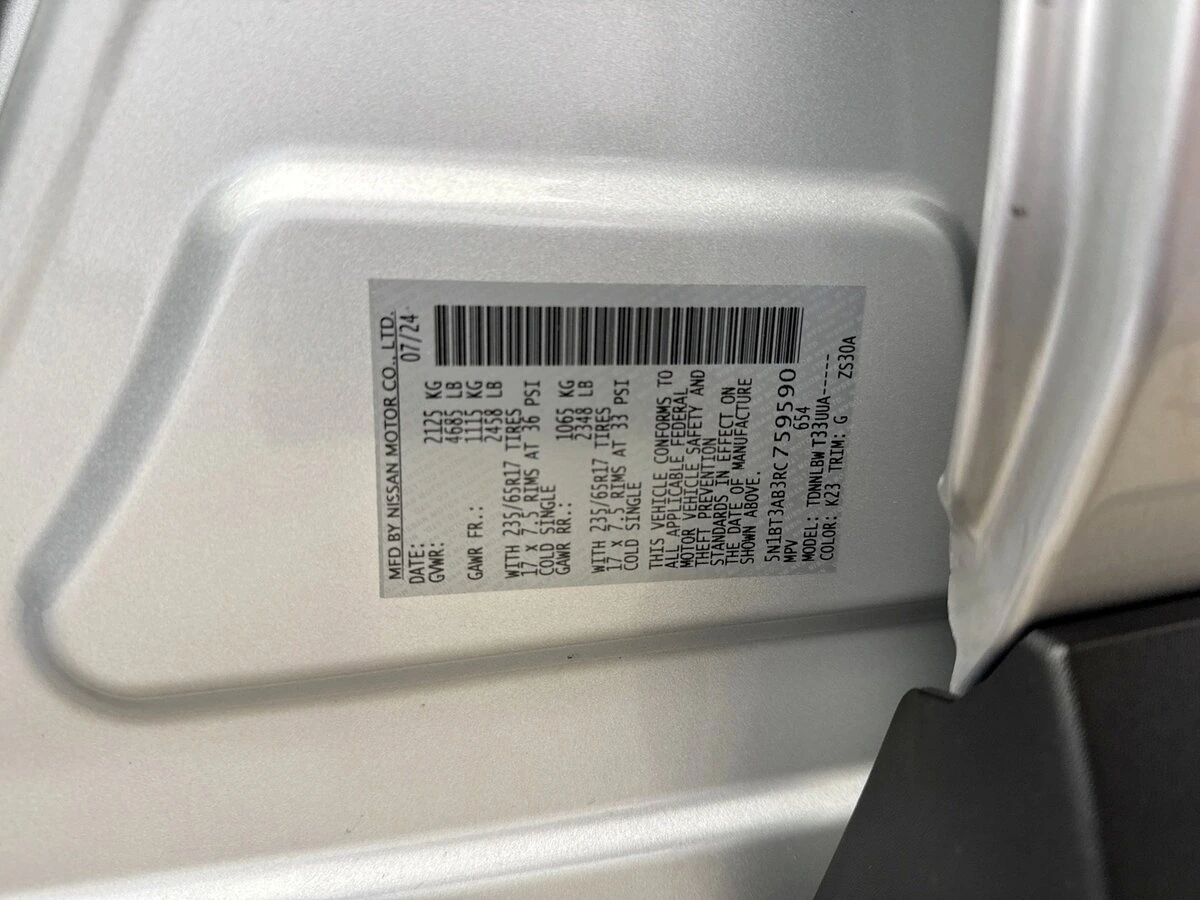 MFD BY NISSAN MOTOR CO., LTD.
DATE: 07/24
GVWR: 2125 KG
4685 LB
GAWR FR.: 1115 KG
2458 LB
WITH 235/65R17 TIRES
17 x 7.5 RIMS AT 36 PSI
COLD SINGLE
GAWR RR.: 1065 KG
2348 LB
WITH 235/65R17 TIRES
17 x 7.5 RIMS AT 33 PSI
COLD SINGLE
THIS VEHICLE CONFORMS TO
ALL APPLICABLE FEDERAL
MOTOR VEHICLE SAFETY AND
THEFT PREVENTION
STANDARDS IN EFFECT ON
THE DATE OF MANUFACTURE
SHOWN ABOVE.
5N1BT3AB3RC759590
MPV 654
MODEL: TDNNLBW T33UUA-----
COLOR: K23 TRIM: G ZS30A